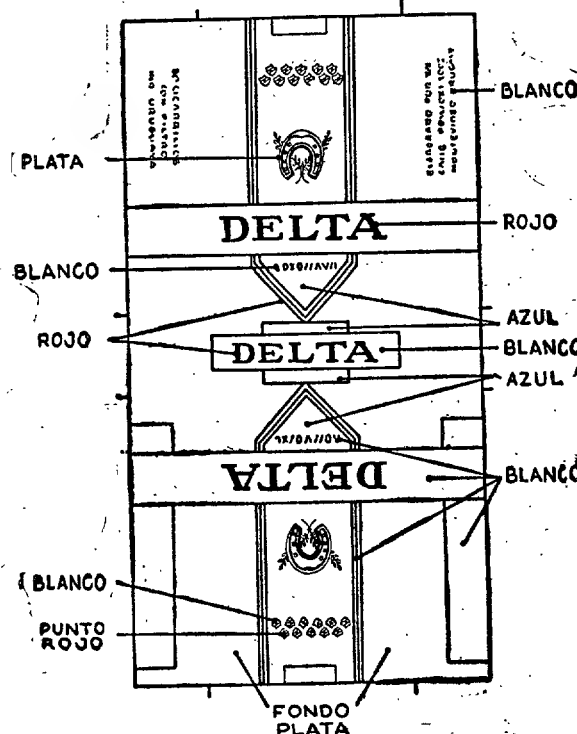 BLANCO
PLATA
DELTA
ROJO
BLANCO
ROJO
AZUL
DELTA
BLANCO
AZUL
DELTA
BLANCO
BLANCO
PUNTO
ROJO
FONDO
PLATA